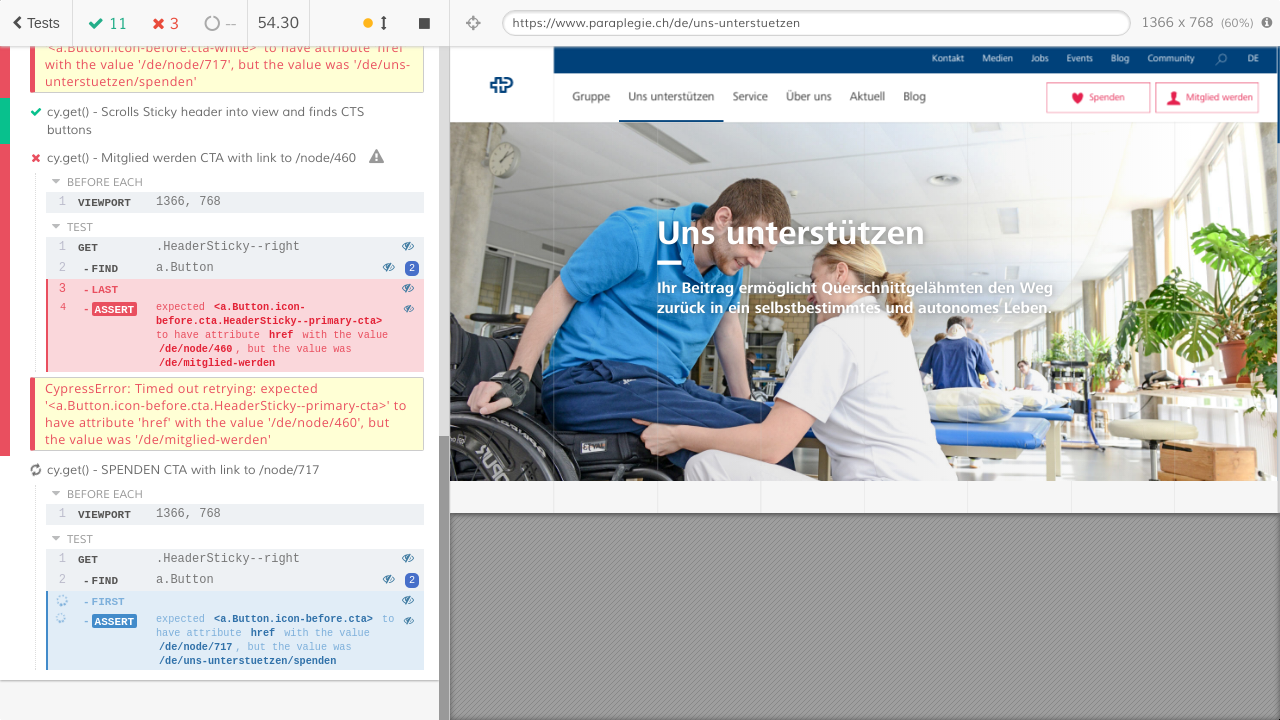 Tests
11
3
--
54.30
https://www.paraplegie.ch/de/uns-unterstuetzen
1366 x 768 (60%)
'<a.Button.icon-before.cta-white>' to have attribute 'href'
with the value '/de/node/717', but the value was '/de/uns-
unterstuetzen/spenden'
cy.get() - Scrolls Sticky header into view and finds CTS
buttons
cy.get() - Mitglied werden CTA with link to /node/460
BEFORE EACH
1 VIEWPORT 1366, 768
TEST
1 GET .HeaderSticky--right
2 - FIND a.Button 2
3 - LAST
4 - ASSERT expected <a.Button.icon-
before.cta.HeaderSticky--primary-cta>
to have attribute href with the value
/de/node/460 , but the value was
/de/mitglied-werden
CypressError: Timed out retrying: expected
'<a.Button.icon-before.cta.HeaderSticky--primary-cta>' to
have attribute 'href' with the value '/de/node/460', but
the value was '/de/mitglied-werden'
cy.get() - SPENDEN CTA with link to /node/717
BEFORE EACH
1 VIEWPORT 1366, 768
TEST
1 GET .HeaderSticky--right
2 - FIND a.Button 2
- FIRST
- ASSERT expected <a.Button.icon-before.cta> to
have attribute href with the value
/de/node/717 , but the value was
/de/uns-unterstuetzen/spenden
Kontakt Medien Jobs Events Blog Community DE
Gruppe Uns unterstützen Service Über uns Aktuell Blog
Spenden Mitglied werden
Uns unterstützen
Ihr Beitrag ermöglicht Querschnittgelähmten den Weg
zurück in ein selbstbestimmtes und autonomes Leben.